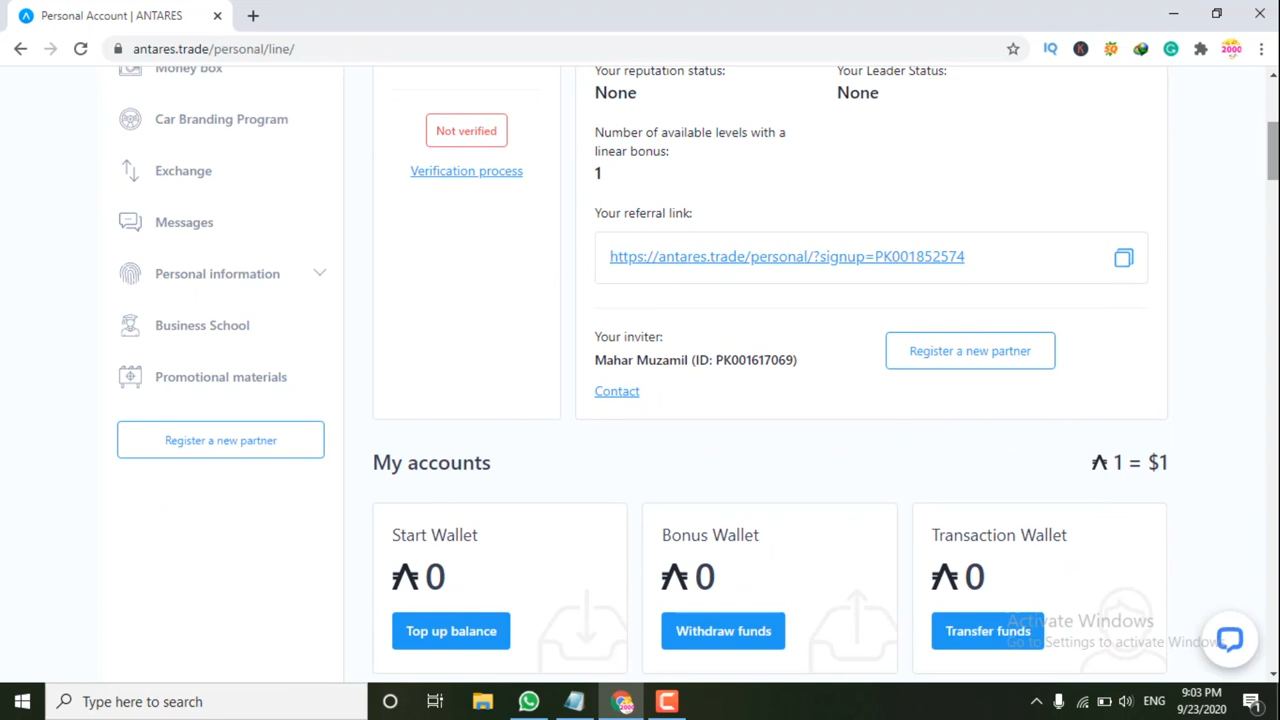 Personal Account | ANTARES
antares.trade/personal/line/
IQ
K
2000
Money box
Car Branding Program
Exchange
Messages
Personal information
Business School
Promotional materials
Register a new partner
Not verified
Verification process
Your reputation status:
None
Your Leader Status:
None
Number of available levels with a
linear bonus:
1
Your referral link:
https://antares.trade/personal/?signup=PK001852574
Your inviter:
Mahar Muzamil (ID: PK001617069)
Contact
Register a new partner
My accounts
₳ 1 = $1
Start Wallet
₳ 0
Top up balance
Bonus Wallet
₳ 0
Withdraw funds
Transaction Wallet
₳ 0
Transfer funds
Activate Windows
Go to Settings to activate Windows.
Type here to search
ENG
9:03 PM
9/23/2020
1